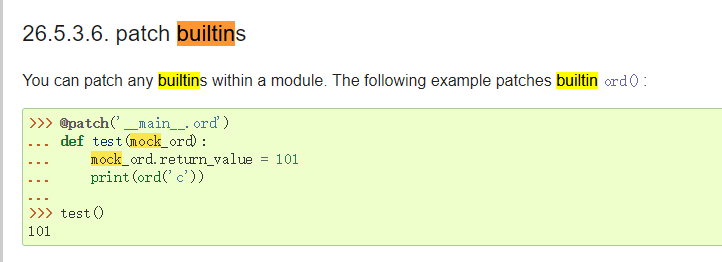 26.5.3.6. patch builtins
You can patch any builtins within a module. The following example patches builtin ord():
>>> @patch('__main__.ord')
... def test(mock_ord):
...     mock_ord.return_value = 101
...     print(ord('c'))
...
>>> test()
101